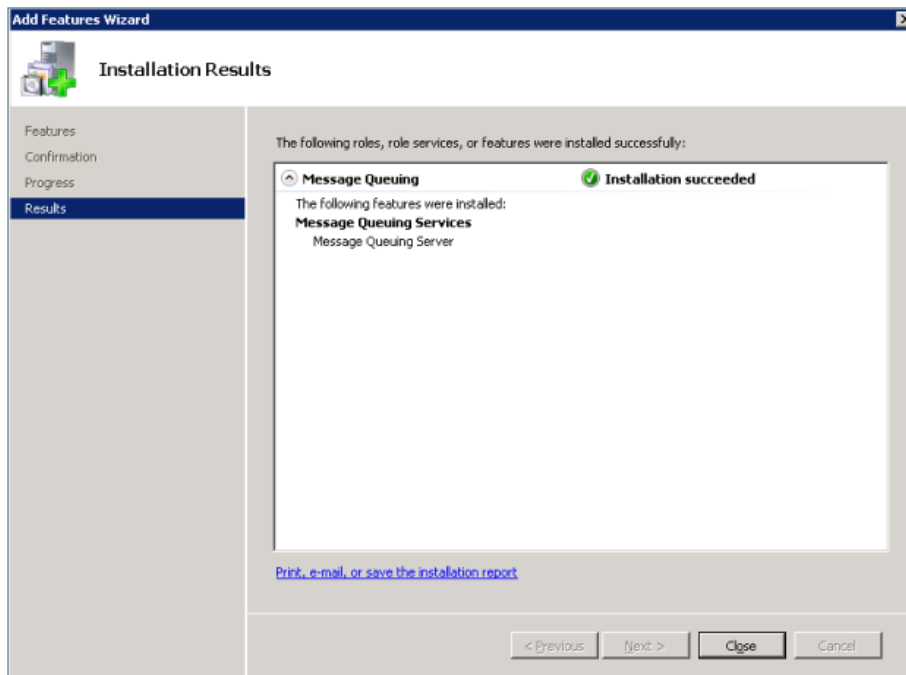 Add Features Wizard
Installation Results
Features
Confirmation
Progress
Results
The following roles, role services, or features were installed successfully:
Message Queuing Installation succeeded
The following features were installed:
Message Queuing Services
Message Queuing Server
Print, e-mail, or save the installation report
< Previous Next > Close Cancel